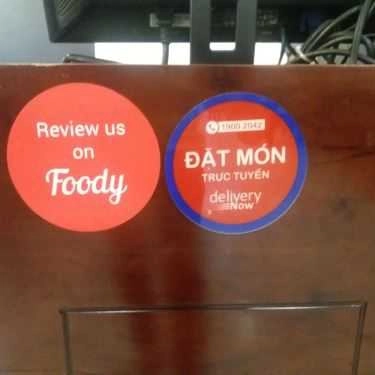 Review us
on
Foody
1900 2042
ĐẶT MÓN
TRỰC TUYẾN
delivery
NOW